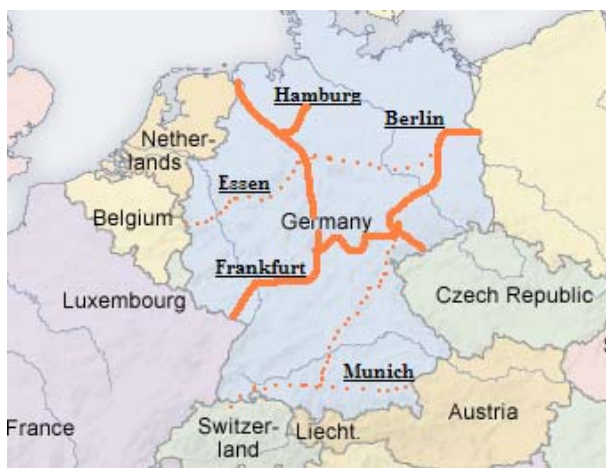 Hamburg
Berlin
Nether-
lands
Essen
Belgium
Germany
Frankfurt
Luxembourg
Czech Republic
Munich
Austria
France
Switzer-
land
Liecht.